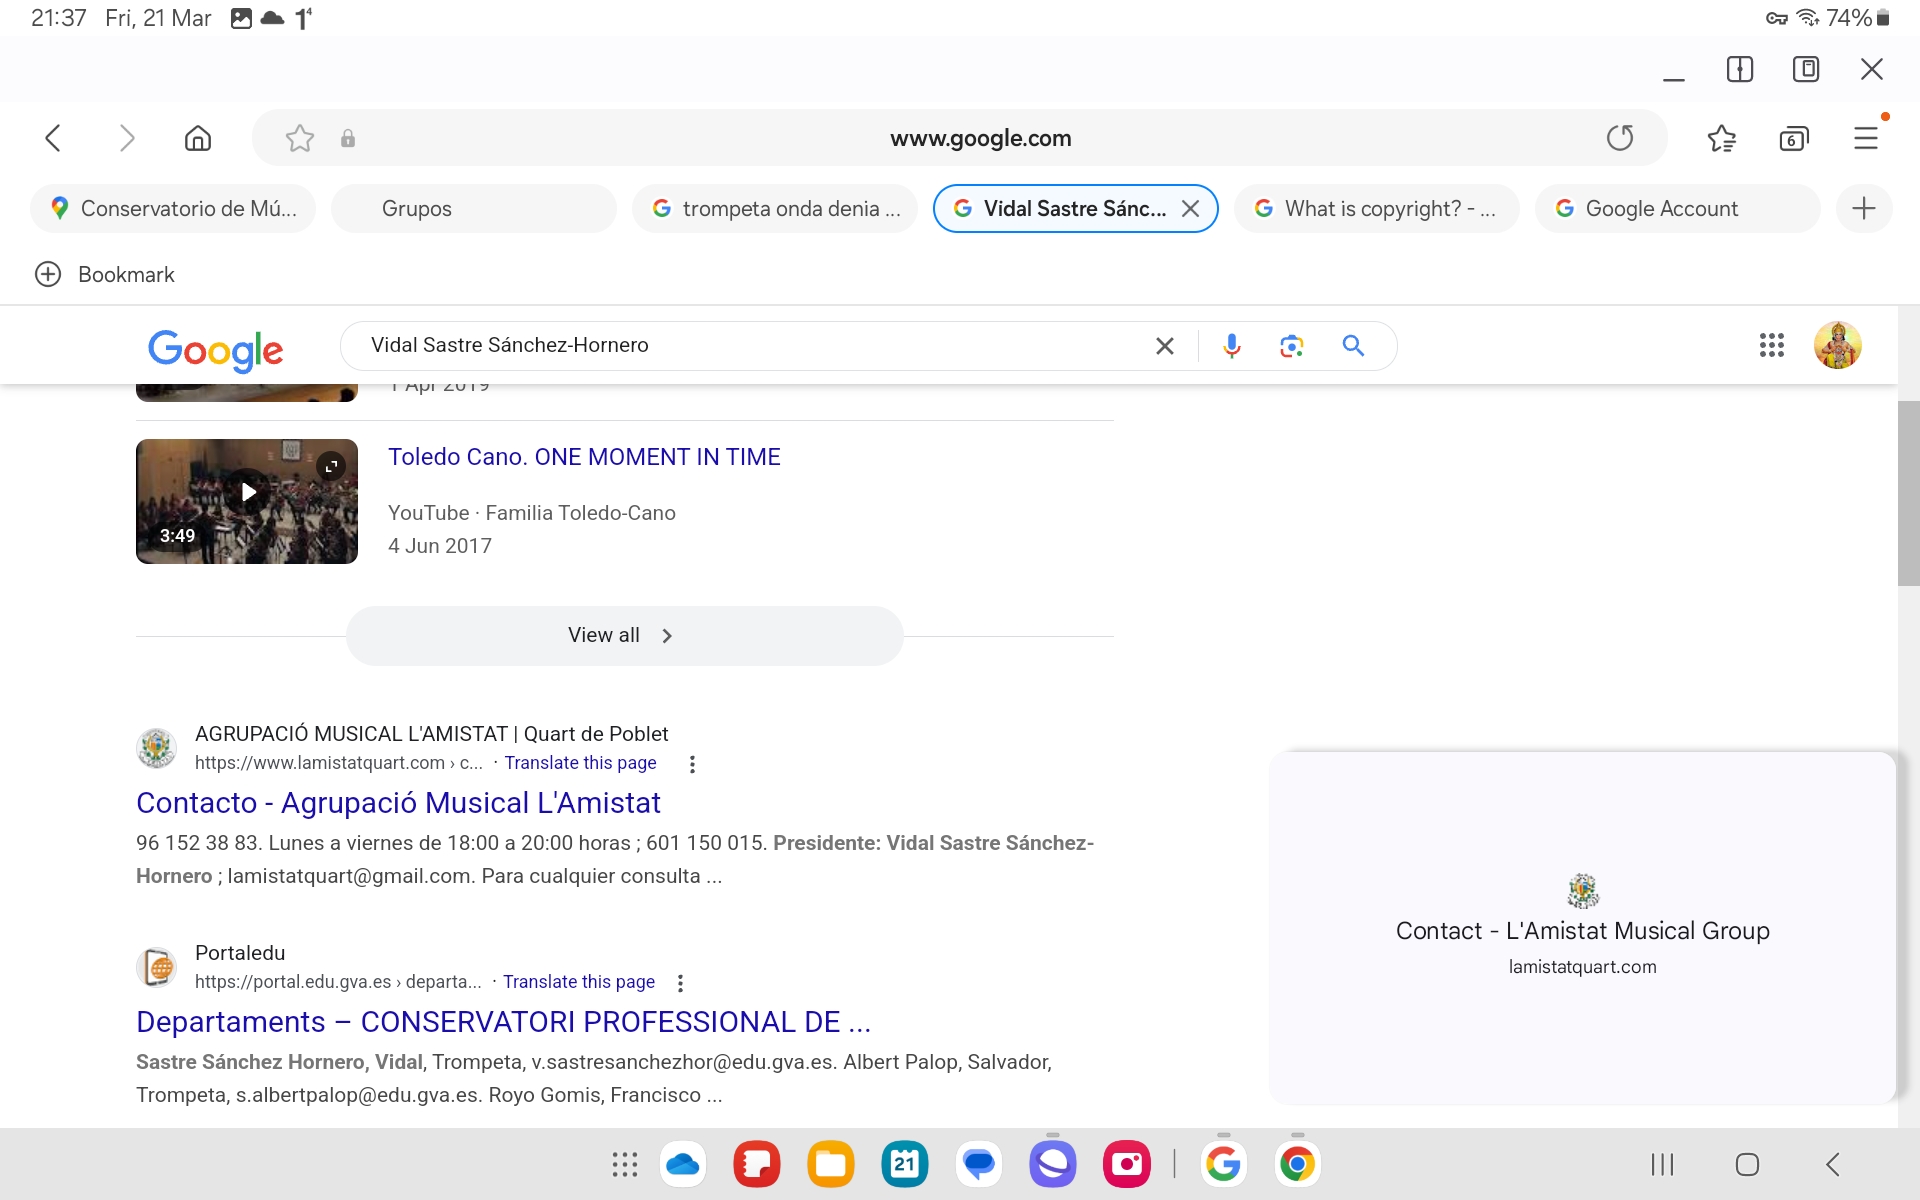 21:37 Fri, 21 Mar 74%
www.google.com
6
Conservatorio de Mú... Grupos trompeta onda denia ... Vidal Sastre Sánc... What is copyright? - ... Google Account
Bookmark
Google Vidal Sastre Sánchez-Hornero
1 Apr 2019
Toledo Cano. ONE MOMENT IN TIME
YouTube · Familia Toledo-Cano
3:49
4 Jun 2017
View all
AGRUPACIÓ MUSICAL L'AMISTAT | Quart de Poblet
https://www.lamistatquart.com › c... · Translate this page
Contacto - Agrupació Musical L'Amistat
96 152 38 83. Lunes a viernes de 18:00 a 20:00 horas ; 601 150 015. Presidente: Vidal Sastre Sánchez-
Hornero ; lamistatquart@gmail.com. Para cualquier consulta ...
Portaledu
https://portal.edu.gva.es › departa... · Translate this page
Departaments – CONSERVATORI PROFESSIONAL DE ...
Sastre Sánchez Hornero, Vidal, Trompeta, v.sastresanchezhor@edu.gva.es. Albert Palop, Salvador,
Trompeta, s.albertpalop@edu.gva.es. Royo Gomis, Francisco ...
Contact - L'Amistat Musical Group
lamistatquart.com
21